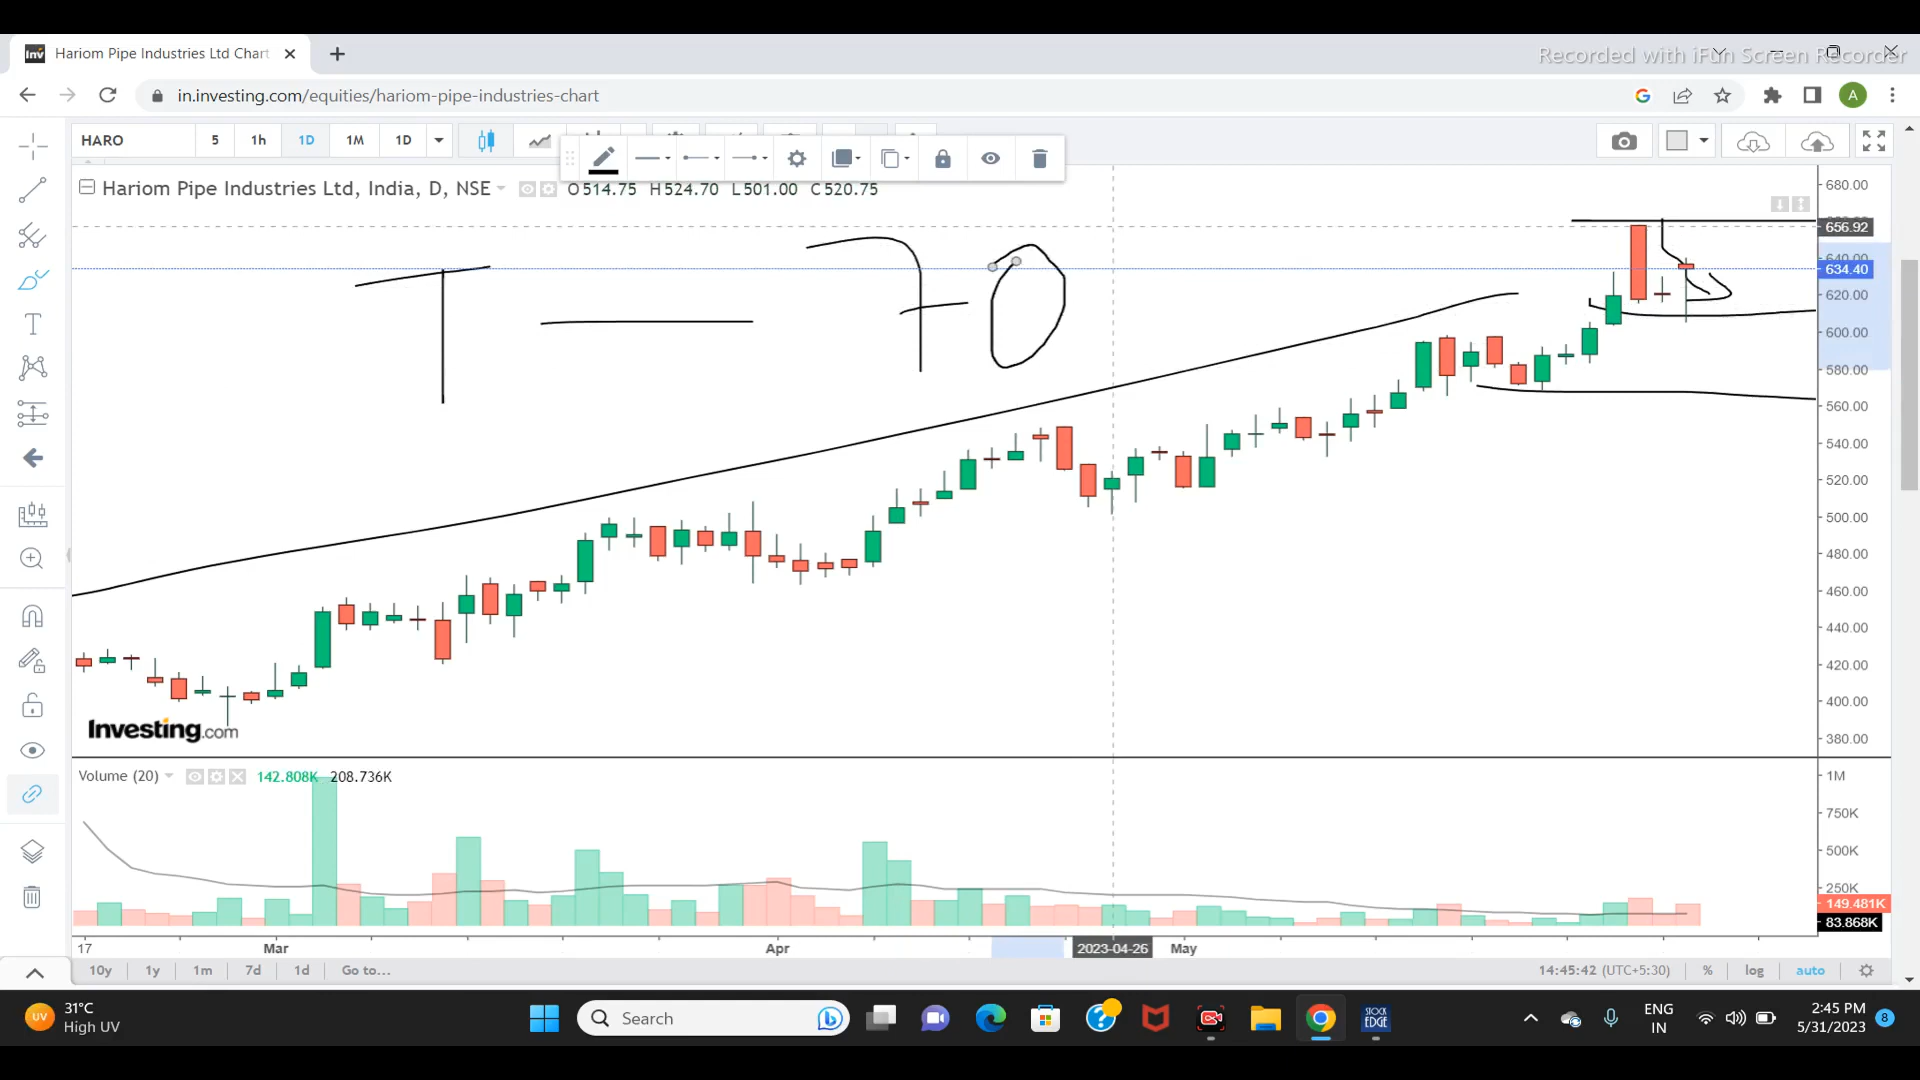 Hariom Pipe Industries Ltd Chart
Recorded with iFun Screen Recorder
in.investing.com/equities/hariom-pipe-industries-chart
A
HARO 5 1h 1D 1M 1D
Hariom Pipe Industries Ltd, India, D, NSE O514.75 H524.70 L501.00 C520.75
T — 70
680.00
656.92
634.40
620.00
600.00
580.00
560.00
540.00
520.00
500.00
480.00
460.00
440.00
420.00
400.00
380.00
Investing.com
Volume (20) 142.808K 208.736K
1M
750K
500K
250K
149.481K
83.868K
17 Mar Apr 2023-04-26 May
10y 1y 1m 7d 1d Go to... 14:45:42 (UTC+5:30) % log auto
UV 31°C
High UV
Search
STOCK
EDGE
ENG
IN
2:45 PM
5/31/2023
8